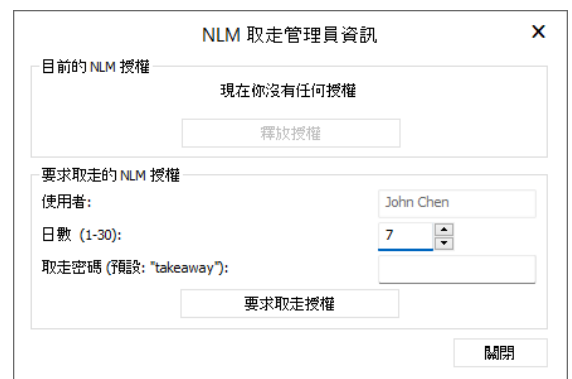 NLM 取走管理員資訊
目前的 NLM 授權
現在你沒有任何授權
釋放授權
要求取走的 NLM 授權
使用者: John Chen
日數 (1-30): 7
取走密碼 (預設: "takeaway"):
要求取走授權
關閉